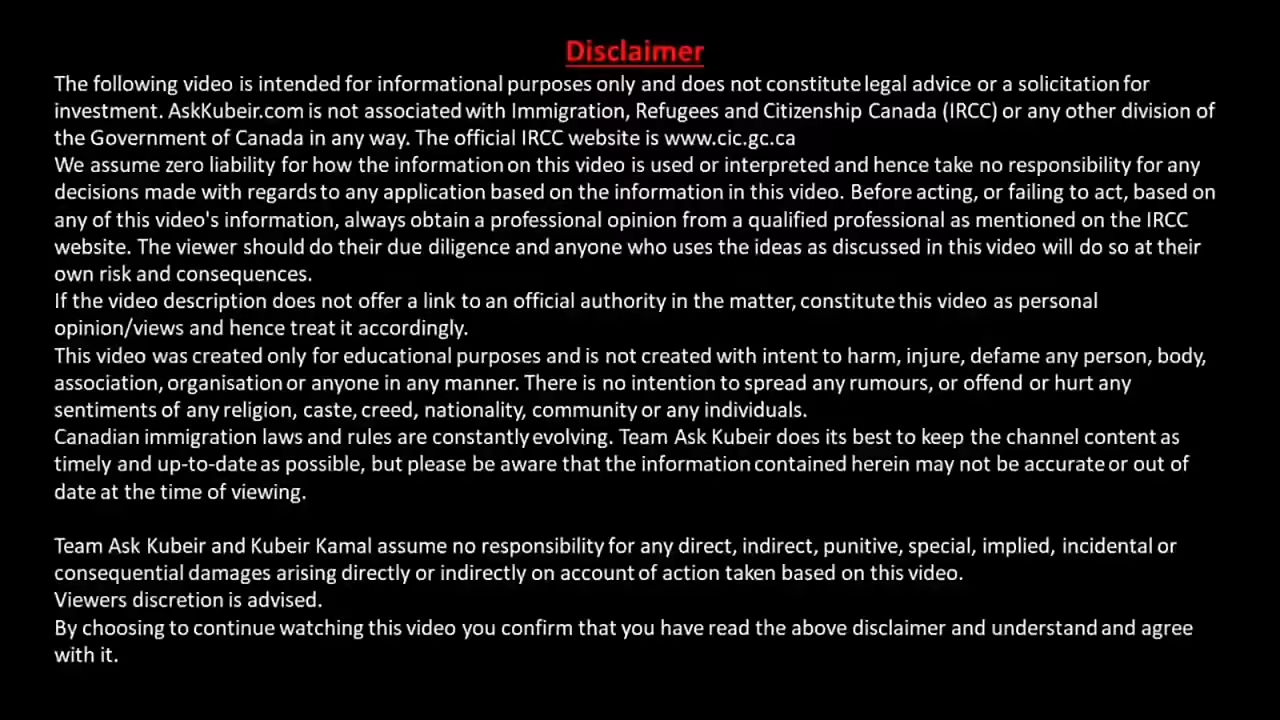 Disclaimer
The following video is intended for informational purposes only and does not constitute legal advice or a solicitation for
investment. AskKubeir.com is not associated with Immigration, Refugees and Citizenship Canada (IRCC) or any other division of
the Government of Canada in any way. The official IRCC website is www.cic.gc.ca
We assume zero liability for how the information on this video is used or interpreted and hence take no responsibility for any
decisions made with regards to any application based on the information in this video. Before acting, or failing to act, based on
any of this video's information, always obtain a professional opinion from a qualified professional as mentioned on the IRCC
website. The viewer should do their due diligence and anyone who uses the ideas as discussed in this video will do so at their
own risk and consequences.
If the video description does not offer a link to an official authority in the matter, constitute this video as personal
opinion/views and hence treat it accordingly.
This video was created only for educational purposes and is not created with intent to harm, injure, defame any person, body,
association, organisation or anyone in any manner. There is no intention to spread any rumours, or offend or hurt any
sentiments of any religion, caste, creed, nationality, community or any individuals.
Canadian immigration laws and rules are constantly evolving. Team Ask Kubeir does its best to keep the channel content as
timely and up-to-date as possible, but please be aware that the information contained herein may not be accurate or out of
date at the time of viewing.
Team Ask Kubeir and Kubeir Kamal assume no responsibility for any direct, indirect, punitive, special, implied, incidental or
consequential damages arising directly or indirectly on account of action taken based on this video.
Viewers discretion is advised.
By choosing to continue watching this video you confirm that you have read the above disclaimer and understand and agree
with it.